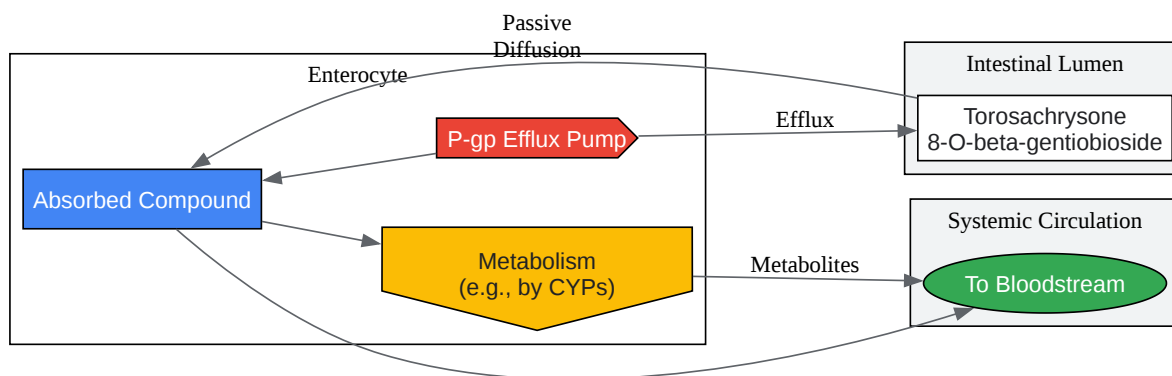 Passive
Diffusion
Enterocyte
Intestinal Lumen
Torosachrysone
8-O-beta-gentiobioside
P-gp Efflux Pump
Efflux
Absorbed Compound
Systemic Circulation
Metabolism
(e.g., by CYPs)
Metabolites
To Bloodstream